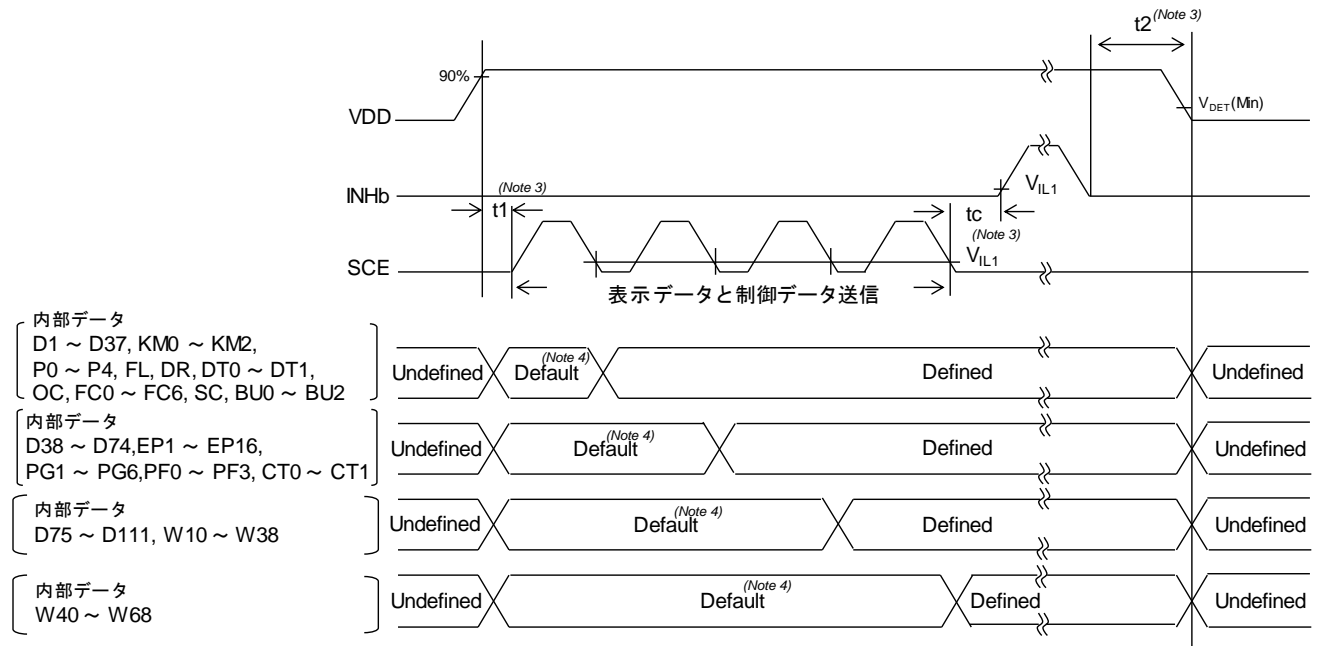 t2(Note 3)
90%
VDET(Min)
VDD
INHb
(Note 3)
VIL1
t1
tc
(Note 3)
VIL1
SCE
表示データと制御データ送信
内部データ
D1 ~ D37, KM0 ~ KM2,
P0 ~ P4, FL, DR, DT0 ~ DT1,
OC, FC0 ~ FC6, SC, BU0 ~ BU2
Undefined
Default(Note 4)
Defined
Undefined
内部データ
D38 ~ D74,EP1 ~ EP16,
PG1 ~ PG6,PF0 ~ PF3, CT0 ~ CT1
Undefined
Default(Note 4)
Defined
Undefined
内部データ
D75 ~ D111, W10 ~ W38
Undefined
Default(Note 4)
Defined
Undefined
内部データ
W40 ~ W68
Undefined
Default(Note 4)
Defined
Undefined